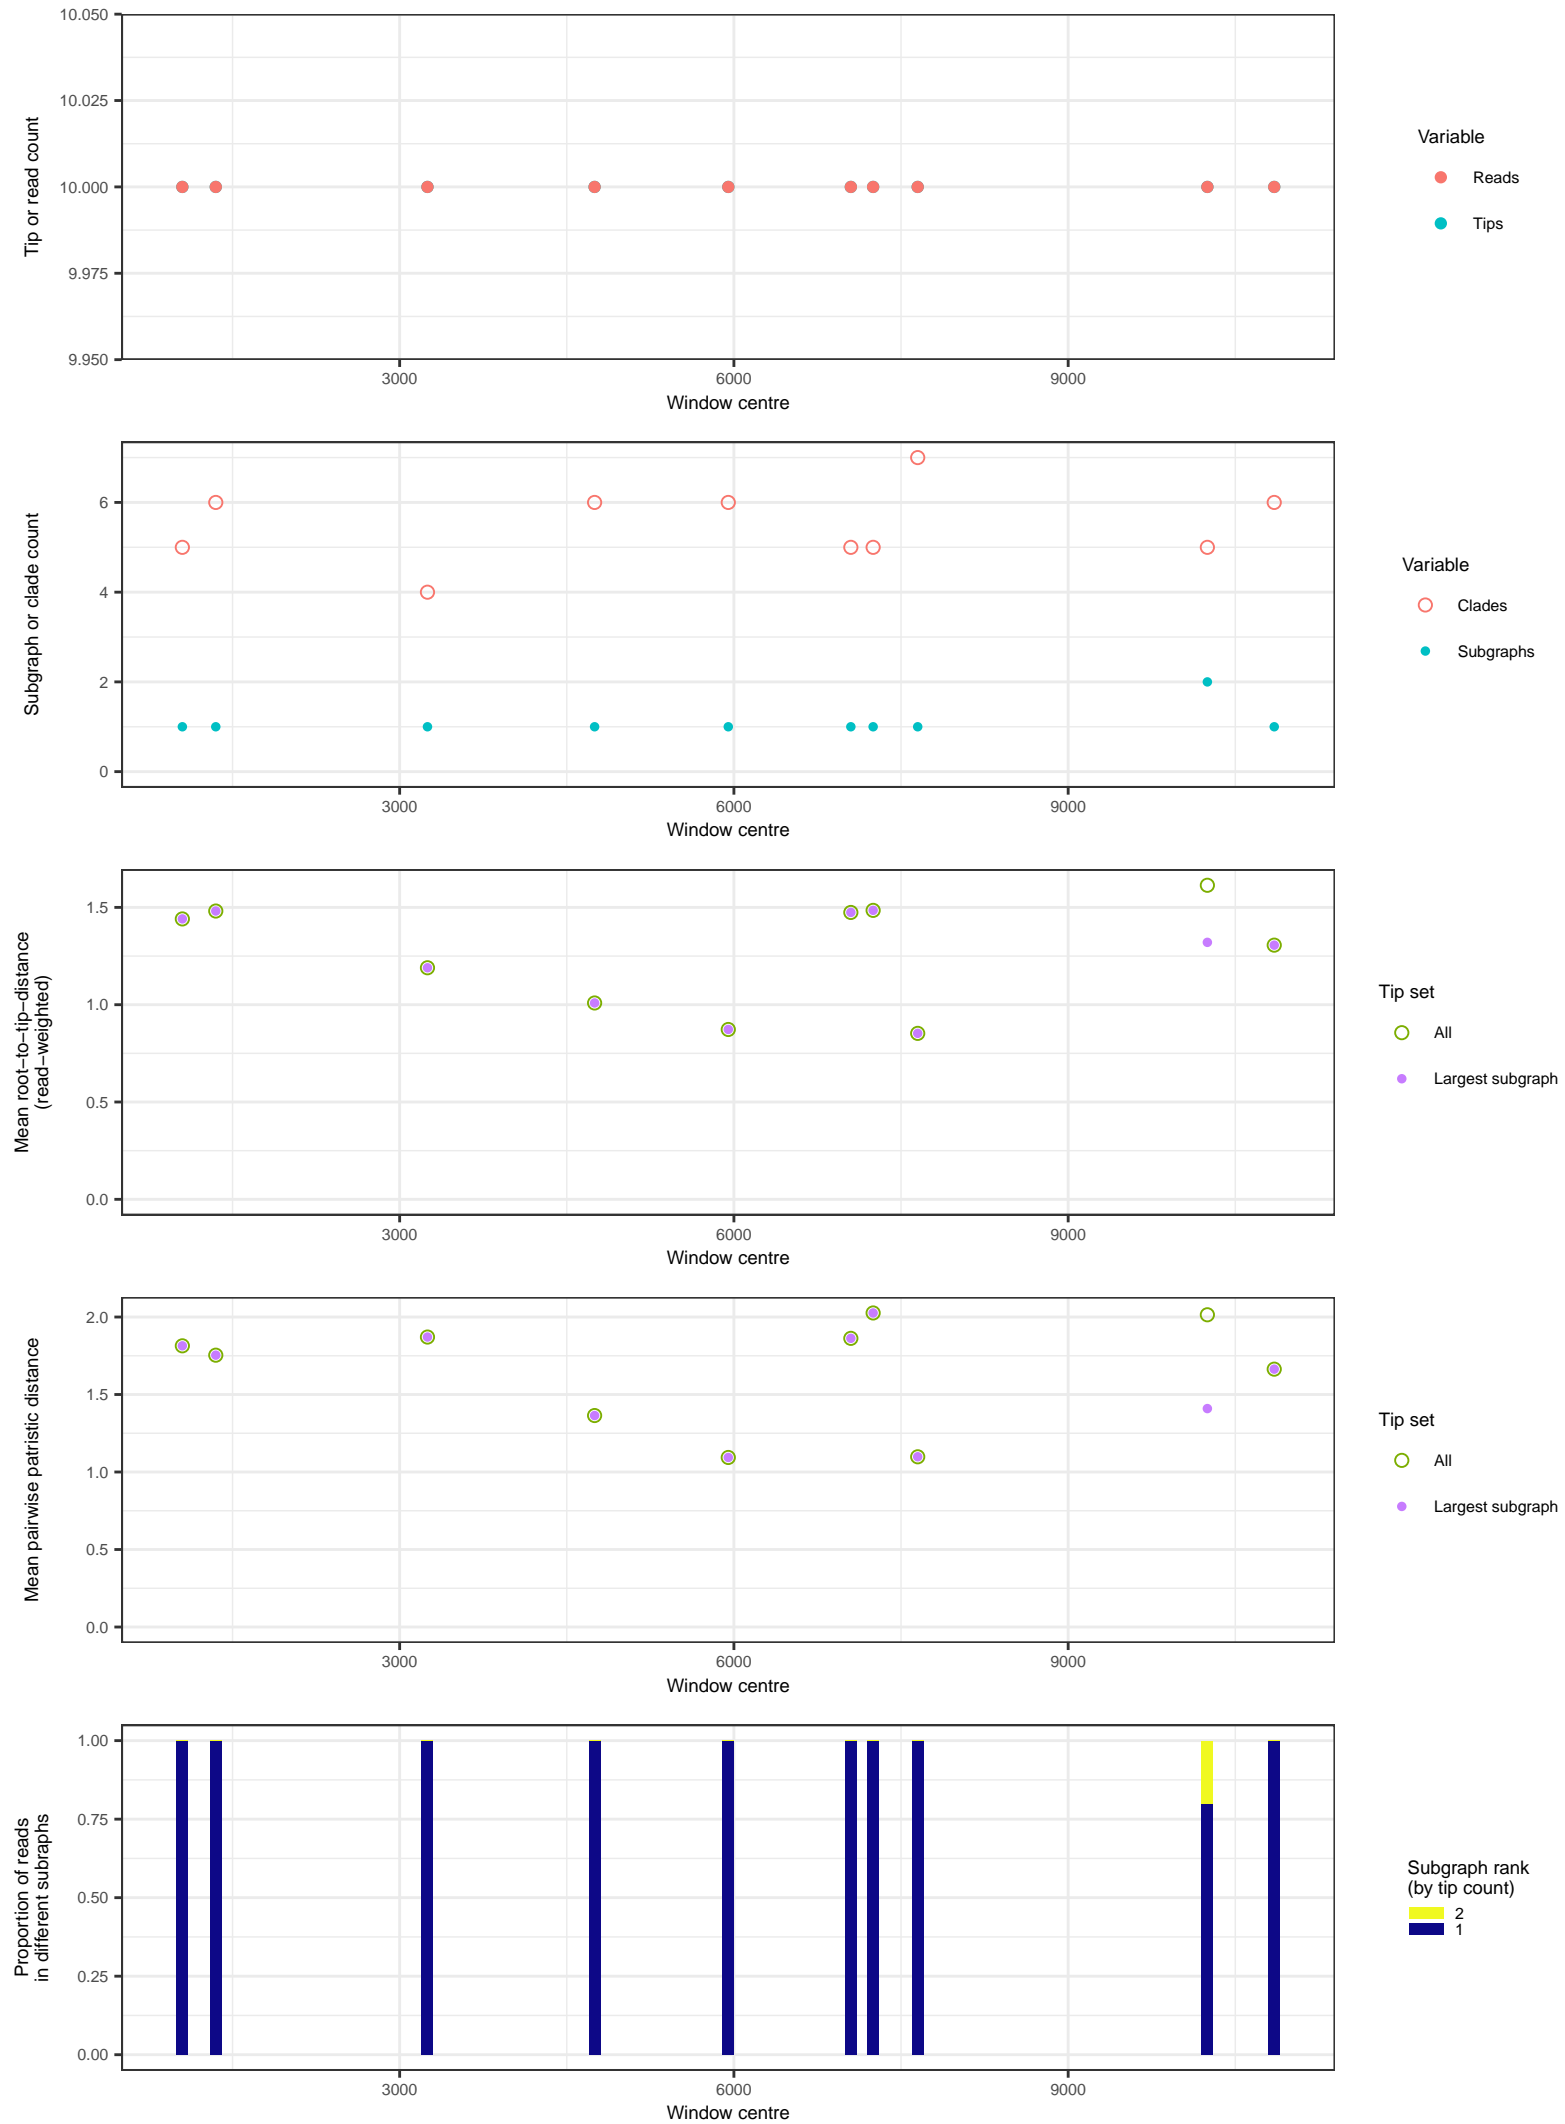 10.050
10.025
10.000
9.975
9.950
Tip or read count
3000
6000
9000
Window centre
Variable
Reads
Tips
6
4
2
0
Subgraph or clade count
3000
6000
9000
Window centre
Variable
Clades
Subgraphs
1.5
1.0
0.5
0.0
Mean root−to−tip−distance
(read−weighted)
3000
6000
9000
Window centre
Tip set
All
Largest subgraph
2.0
1.5
1.0
0.5
0.0
Mean pairwise patristic distance
3000
6000
9000
Window centre
Tip set
All
Largest subgraph
1.00
0.75
0.50
0.25
0.00
Proportion of reads
in different subraphs
3000
6000
9000
Window centre
Subgraph rank
(by tip count)
2
1